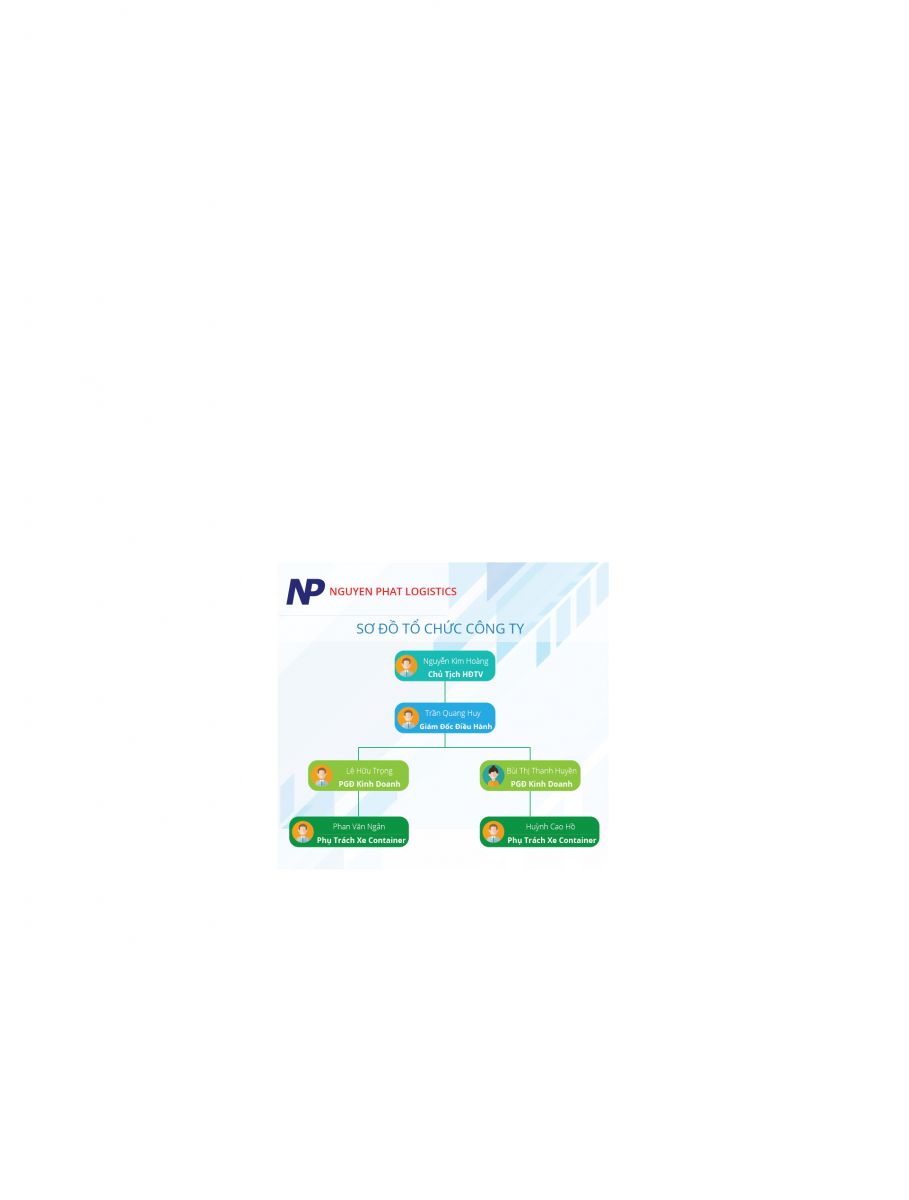 NP NGUYEN PHAT LOGISTICS
SƠ ĐỒ TỔ CHỨC CÔNG TY
Nguyễn Kim Hoàng
Chủ Tịch HĐTV
Trần Quang Huy
Giám Đốc Điều Hành
Lê Hữu Trọng
PGĐ Kinh Doanh
Bùi Thị Thanh Huyền
PGĐ Kinh Doanh
Phan Văn Ngân
Phụ Trách Xe Container
Huỳnh Cao Hồ
Phụ Trách Xe Container